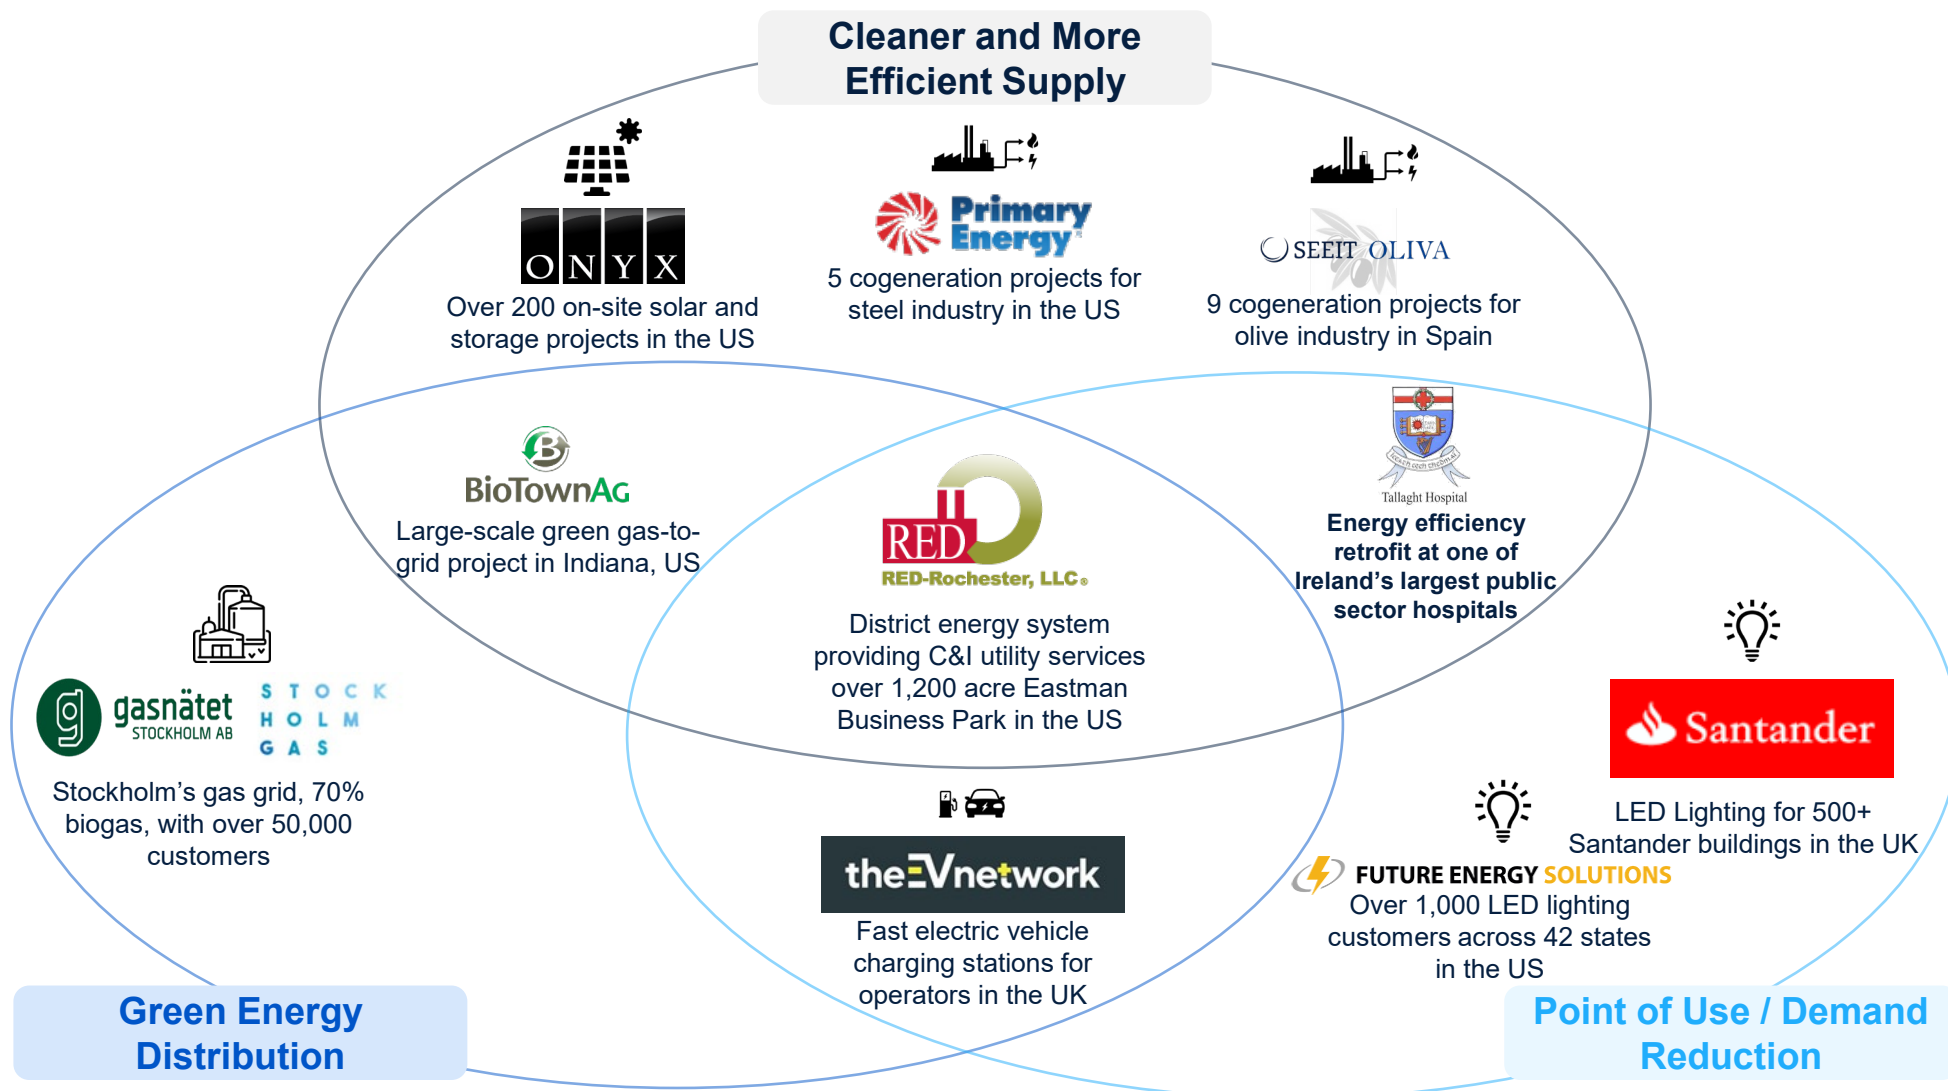 Cleaner and More
Efficient Supply
ONYX
Over 200 on-site solar and
storage projects in the US
Primary
Energy®
5 cogeneration projects for
steel industry in the US
SEEIT OLIVA
9 cogeneration projects for
olive industry in Spain
B
BioTownAg
Large-scale green gas-to-
grid project in Indiana, US
RED
RED-Rochester, LLC®
District energy system
providing C&I utility services
over 1,200 acre Eastman
Business Park in the US
Tallaght Hospital
Energy efficiency
retrofit at one of
Ireland’s largest public
sector hospitals
g
gasnätet
STOCKHOLM AB
STOCK
HOLM
GAS
Stockholm’s gas grid, 70%
biogas, with over 50,000
customers
theEVnetwork
Fast electric vehicle
charging stations for
operators in the UK
Santander
LED Lighting for 500+
Santander buildings in the UK
FUTURE ENERGY SOLUTIONS
Over 1,000 LED lighting
customers across 42 states
in the US
Green Energy
Distribution
Point of Use / Demand
Reduction